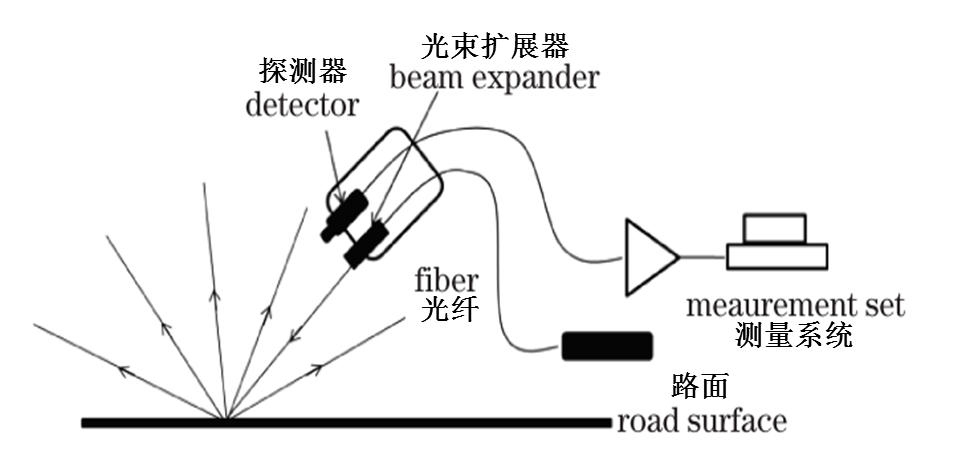 光束扩展器
beam expander
探测器
detector
fiber
光纤
meaurement set
测量系统
路面
road surface